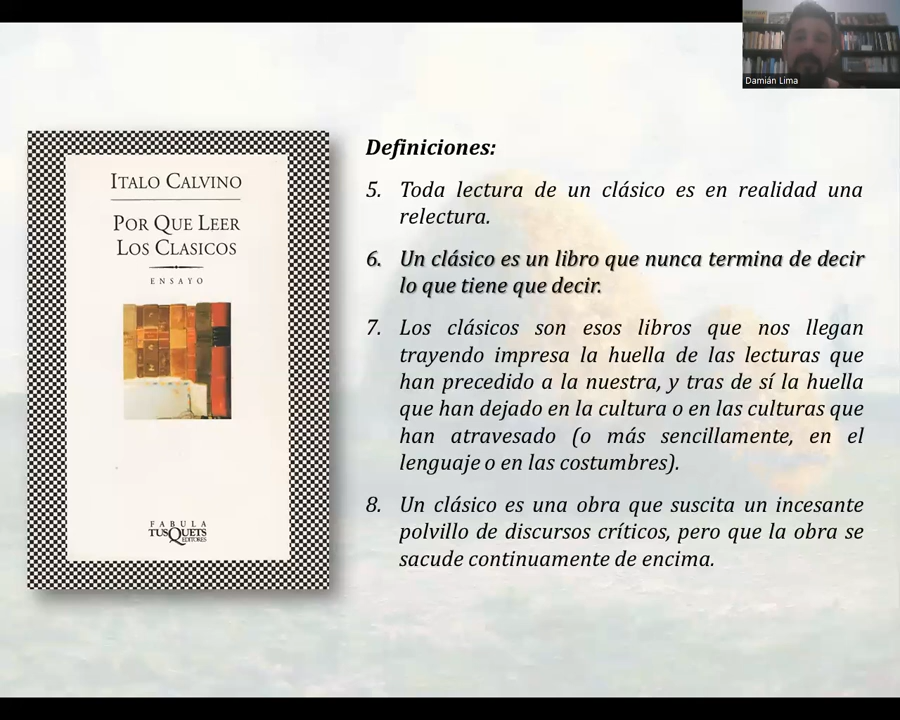 Damián Lima
ITALO CALVINO
POR QUE LEER
LOS CLASICOS
ENSAYO
FABULA
TUSQUETS
EDITORES
Definiciones:
5. Toda lectura de un clásico es en realidad una
relectura.
6. Un clásico es un libro que nunca termina de decir
lo que tiene que decir.
7. Los clásicos son esos libros que nos llegan
trayendo impresa la huella de las lecturas que
han precedido a la nuestra, y tras de sí la huella
que han dejado en la cultura o en las culturas que
han atravesado (o más sencillamente, en el
lenguaje o en las costumbres).
8. Un clásico es una obra que suscita un incesante
polvillo de discursos críticos, pero que la obra se
sacude continuamente de encima.